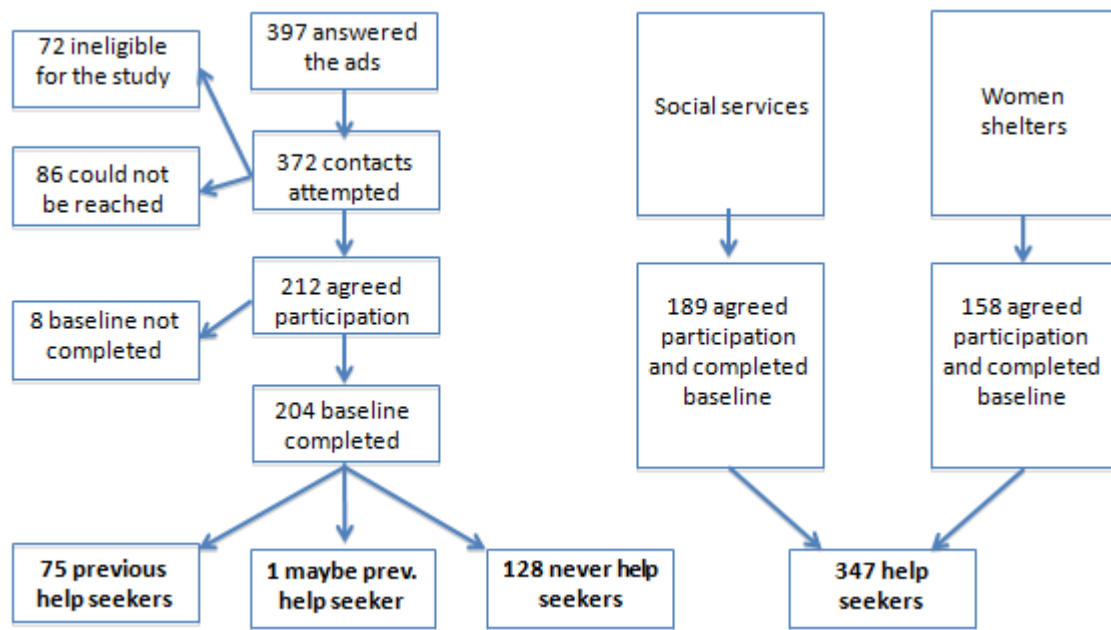 72 ineligible
for the study
397 answered
the ads
Social services
Women
shelters
86 could not
be reached
372 contacts
attempted
8 baseline not
completed
212 agreed
participation
189 agreed
participation
and completed
baseline
158 agreed
participation
and completed
baseline
204 baseline
completed
75 previous
help seekers
1 maybe prev.
help seeker
128 never help
seekers
347 help
seekers